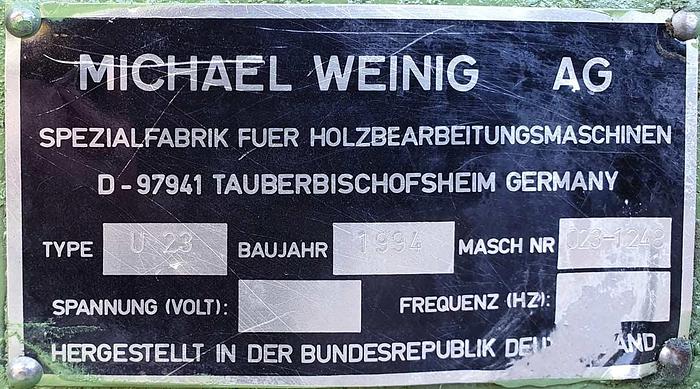 MICHAEL WEINIG AG
SPEZIALFABRIK FUER HOLZBEARBEITUNGSMASCHINEN
D-97941 TAUBERBISCHOFSHEIM GERMANY
TYPE U 23 BAUJAHR 1994 MASCH NR 023-1248
SPANNUNG (VOLT): FREQUENZ (HZ):
HERGESTELLT IN DER BUNDESREPUBLIK